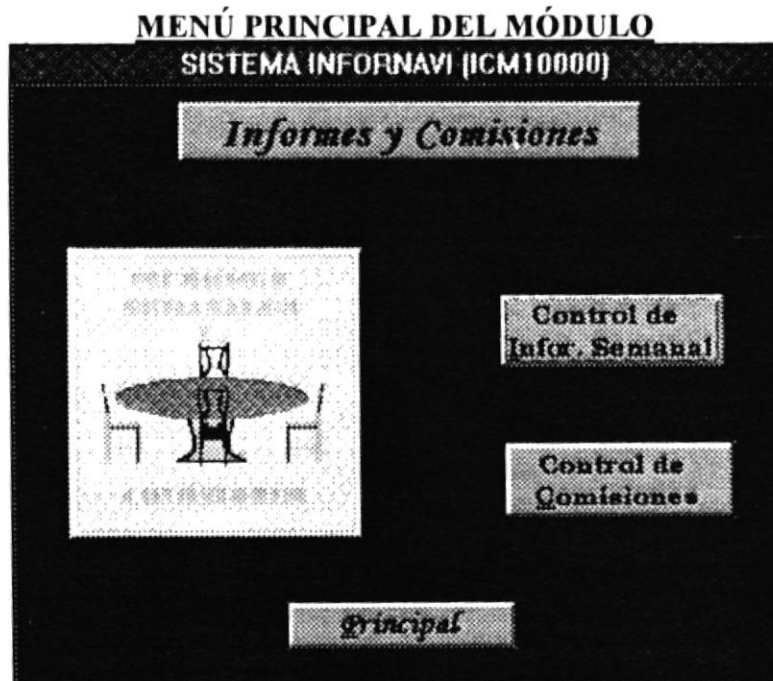 MENÚ PRINCIPAL DEL MÓDULO
SISTEMA INFORNAVI (ICM10000)
Informes y Comisiones
Control de
Infor. Semanal
Control de
Comisiones
Principal